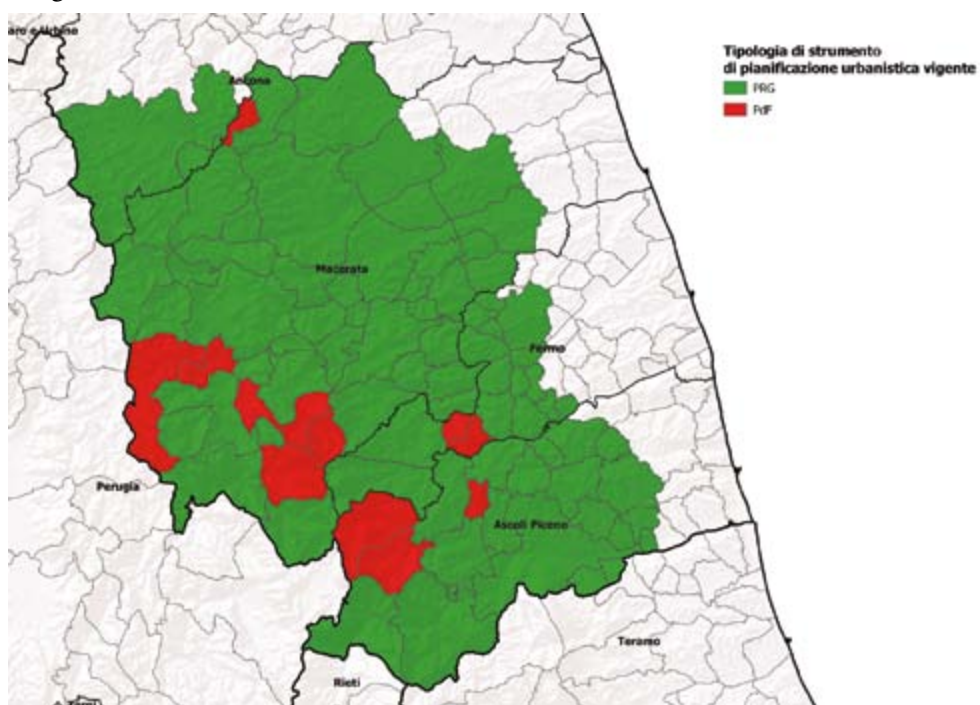 Tipologia di strumento
di pianificazione urbanistica vigente
PRG
PdF
Ancona
Macerata
Fermo
Perugia
Ascoli Piceno
Teramo
Rieti